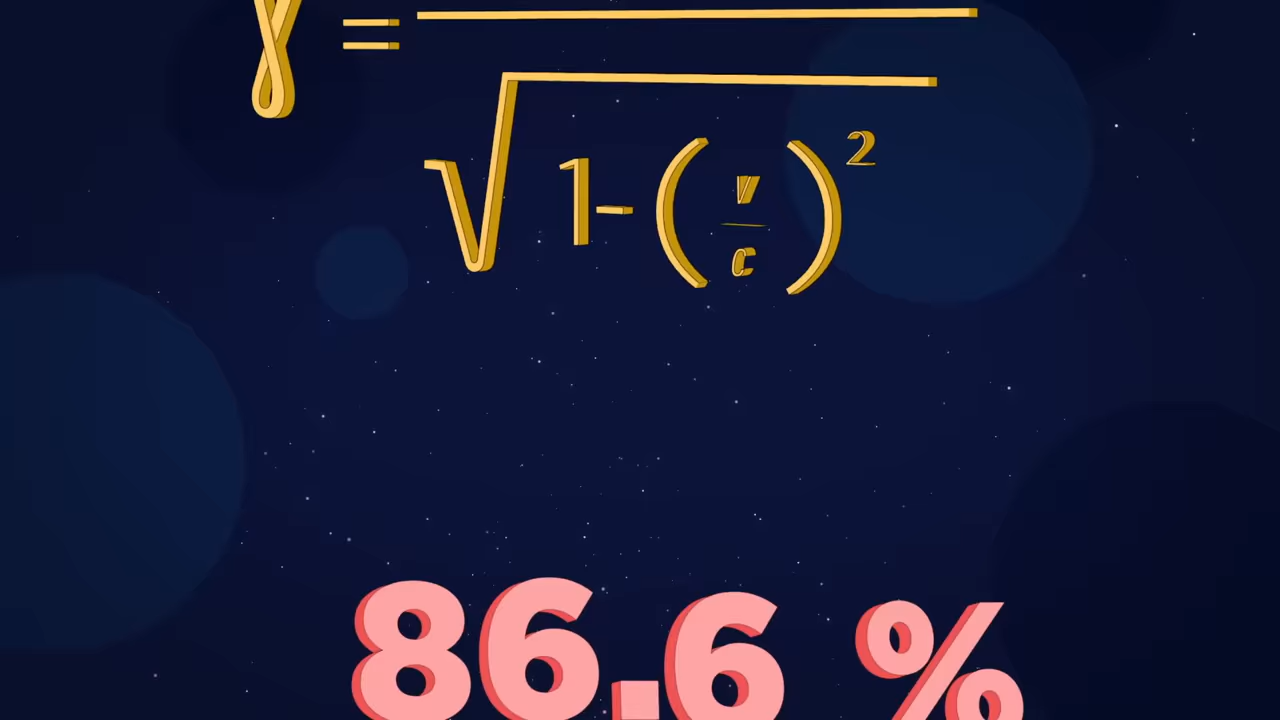 γ =
√1-(v/c)²
86.6 %